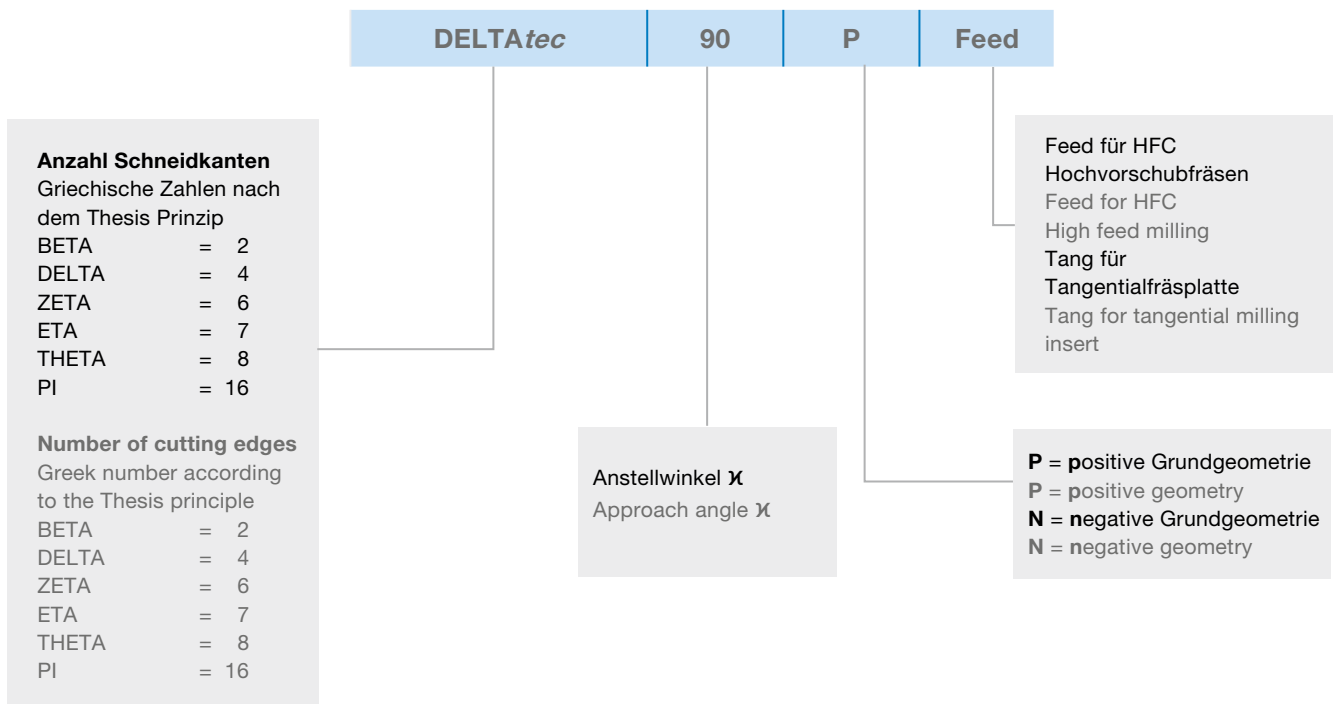 DELTAtec 90 P Feed
Anzahl Schneidkanten
Griechische Zahlen nach
dem Thesis Prinzip
BETA = 2
DELTA = 4
ZETA = 6
ETA = 7
THETA = 8
PI = 16
Number of cutting edges
Greek number according
to the Thesis principle
BETA = 2
DELTA = 4
ZETA = 6
ETA = 7
THETA = 8
PI = 16
Anstellwinkel ϰ
Approach angle ϰ
Feed für HFC
Hochvorschubfräsen
Feed for HFC
High feed milling
Tang für
Tangentialfräsplatte
Tang for tangential milling
insert
P = positive Grundgeometrie
P = positive geometry
N = negative Grundgeometrie
N = negative geometry